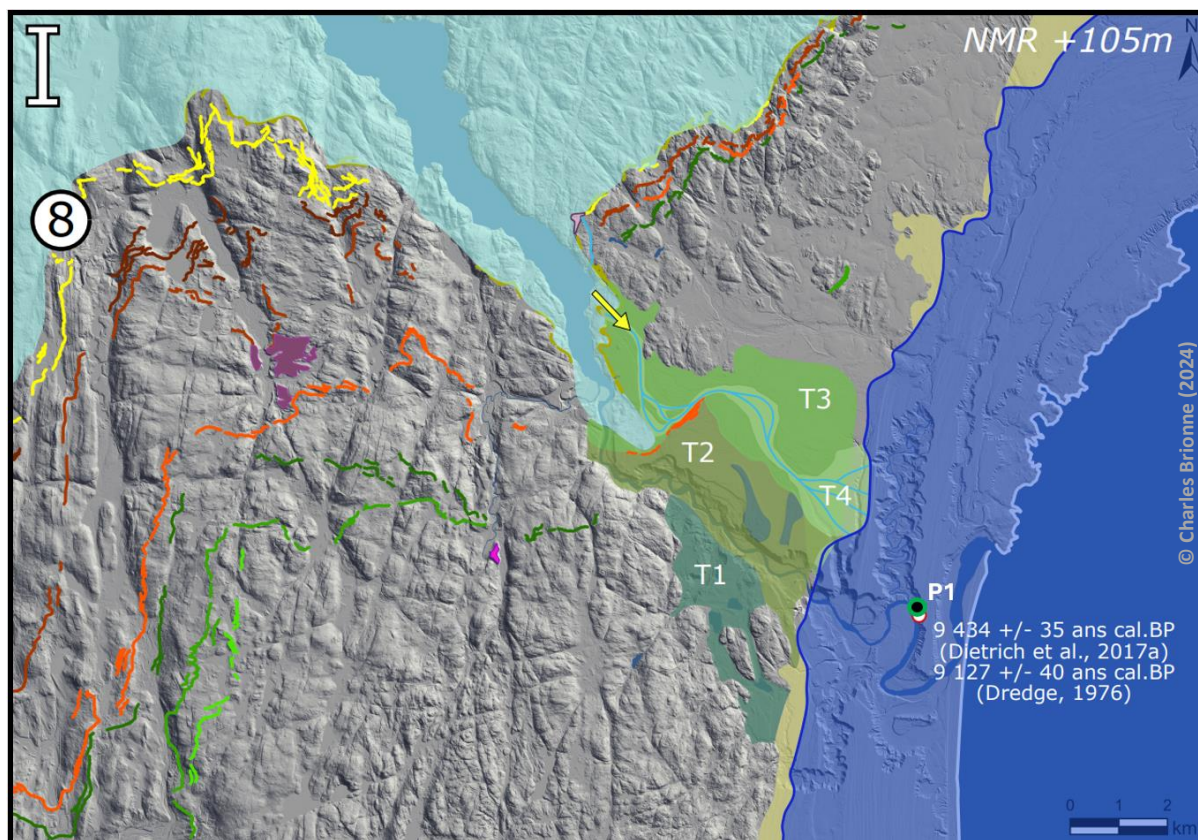 I
NMR +105m
N
8
T3
T2
T4
T1
P1
9 434 +/- 35 ans cal.BP
(Dietrich et al., 2017a)
9 127 +/- 40 ans cal.BP
(Dredge, 1976)
0 1 2
km
© Charles Brionne (2024)